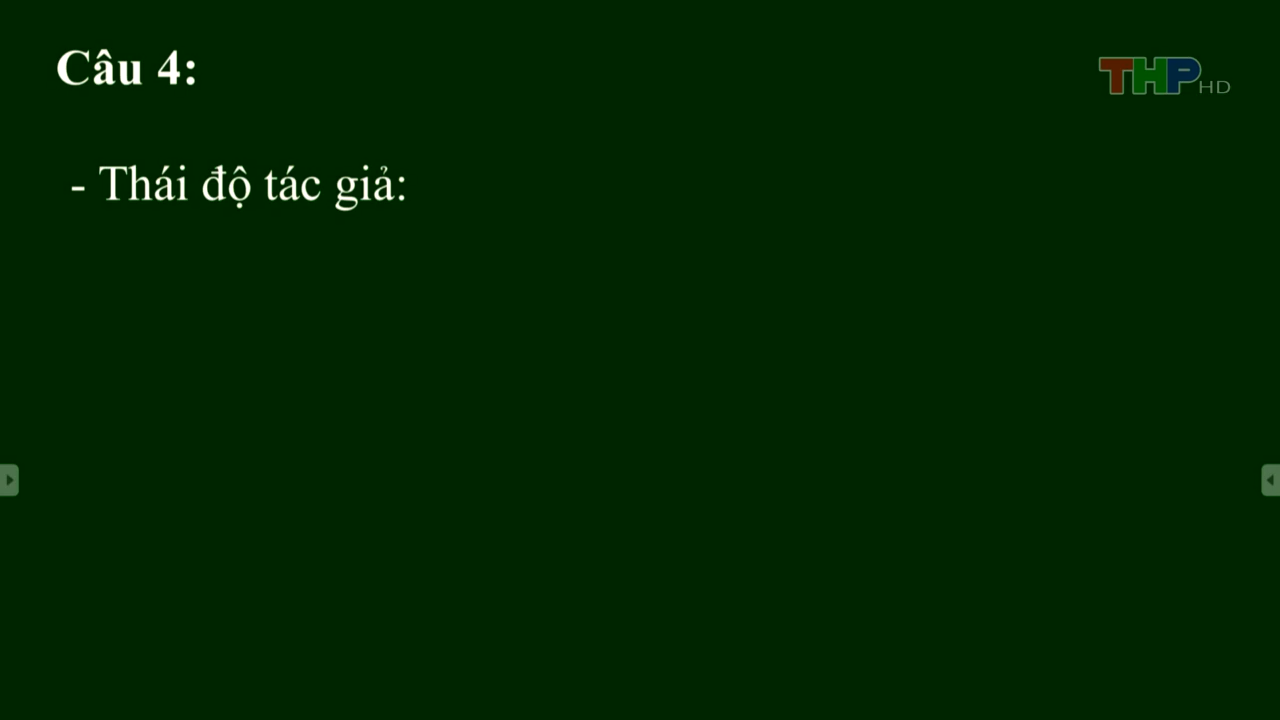 Câu 4:
THP HD
- Thái độ tác giả: